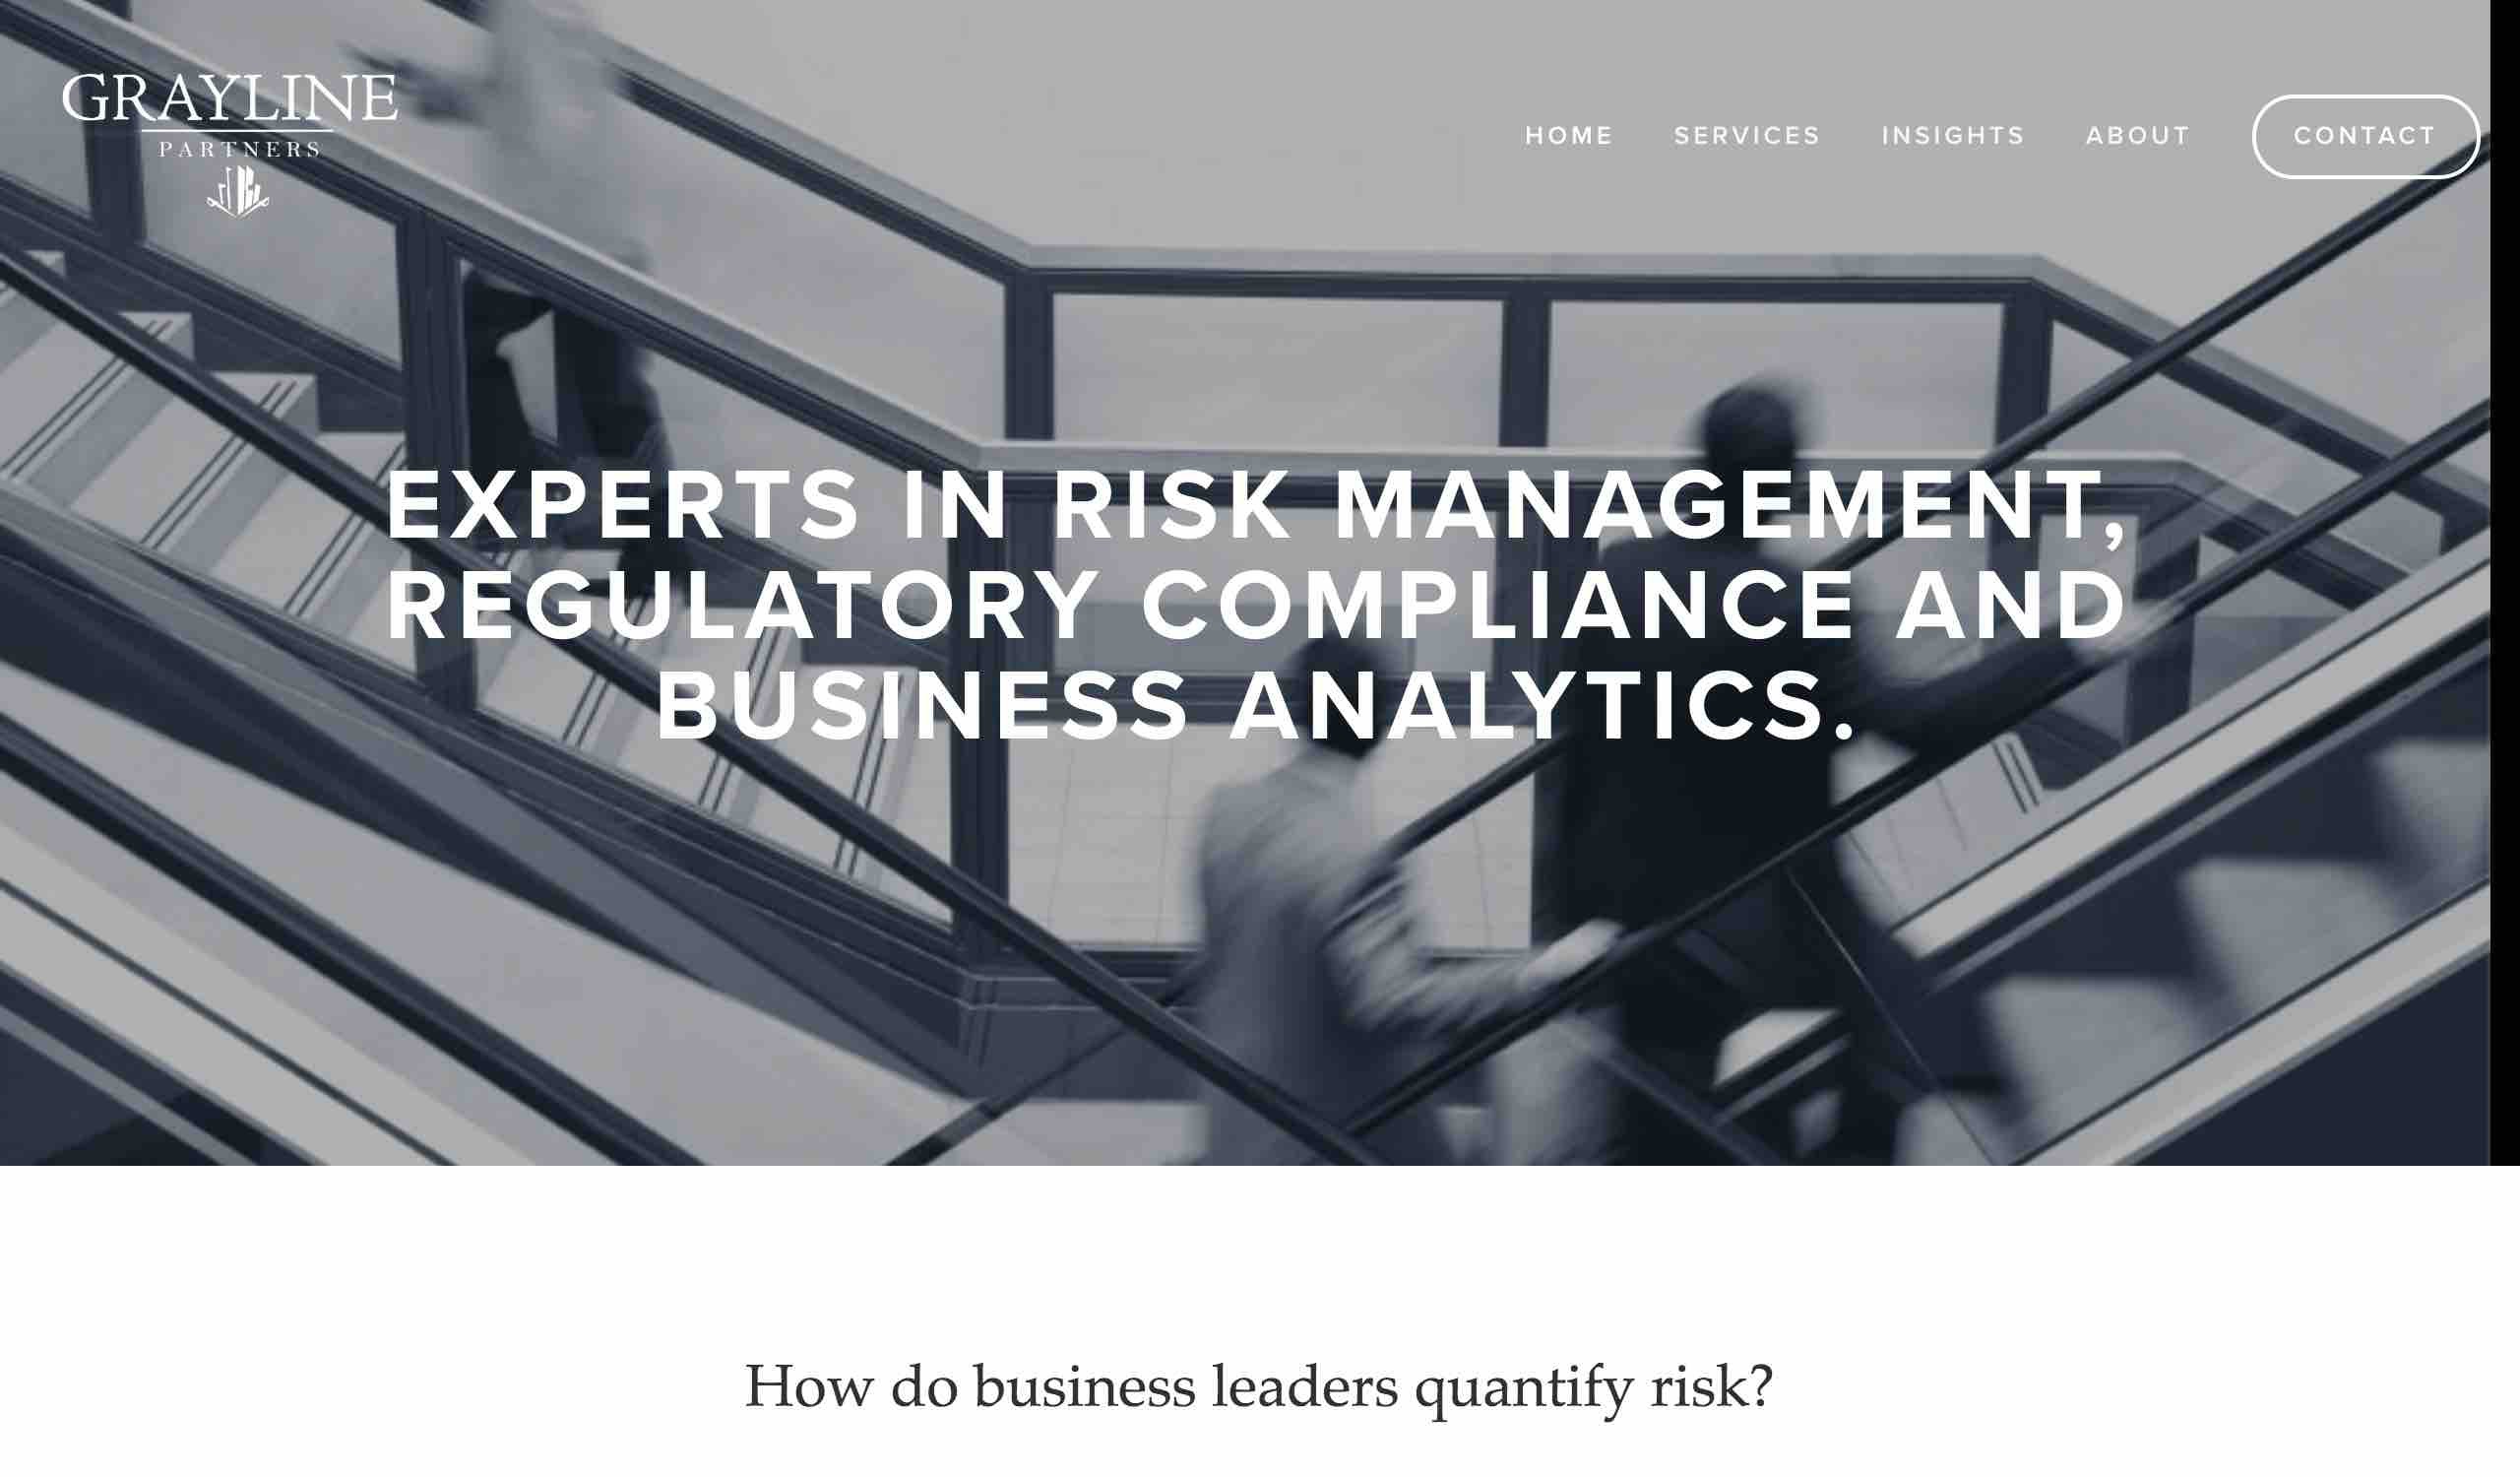 GRAYLINE
PARTNERS
HOME SERVICES INSIGHTS ABOUT CONTACT
EXPERTS IN RISK MANAGEMENT,
REGULATORY COMPLIANCE AND
BUSINESS ANALYTICS.
How do business leaders quantify risk?